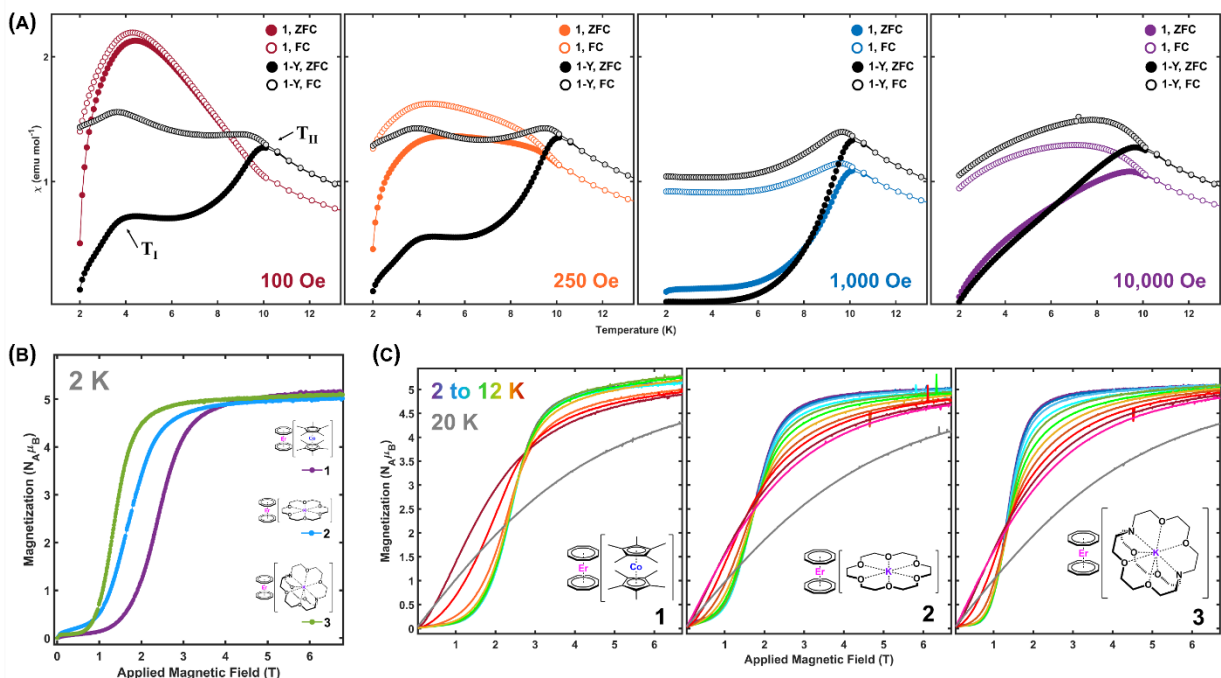 (A)
1, ZFC
1, FC
1-Y, ZFC
1-Y, FC
1, ZFC
1, FC
1-Y, ZFC
1-Y, FC
1, ZFC
1, FC
1-Y, ZFC
1-Y, FC
1, ZFC
1, FC
1-Y, ZFC
1-Y, FC
2
1
χ (emu mol⁻¹)
T_II
T_I
100 Oe
250 Oe
1,000 Oe
10,000 Oe
2 4 6 8 10 12
2 4 6 8 10 12
2 4 6 8 10 12
2 4 6 8 10 12
Temperature (K)
(B)
2 K
5
4
3
2
1
0
Magnetization (N_Aμ_B)
Er
Co
1
Er
2
Er
3
0 1 2 3 4 5 6
Applied Magnetic Field (T)
(C)
2 to 12 K
20 K
5
4.5
4
3.5
3
2.5
2
1.5
1
0.5
0
Magnetization (N_Aμ_B)
Er
Co
1
Er
O
O
O
K
O
O
O
2
Er
O
O
N
O
K
O
O
N
O
3
0 1 2 3 4 5 6
0 1 2 3 4 5 6
0 1 2 3 4 5 6
Applied Magnetic Field (T)